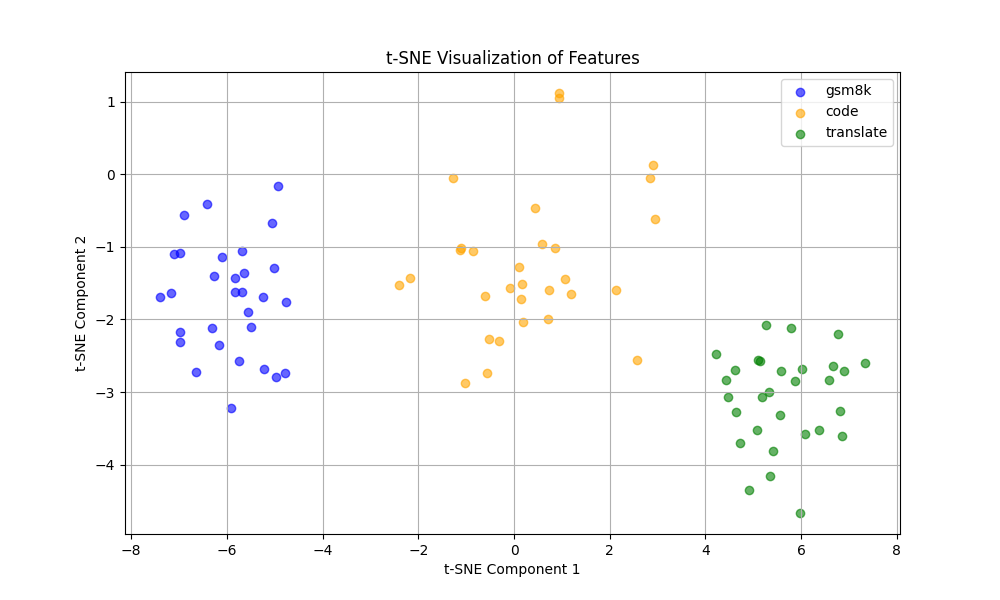 t-SNE Visualization of Features
gsm8k
code
translate
1
0
−1
−2
−3
−4
t-SNE Component 2
−8
−6
−4
−2
0
2
4
6
8
t-SNE Component 1